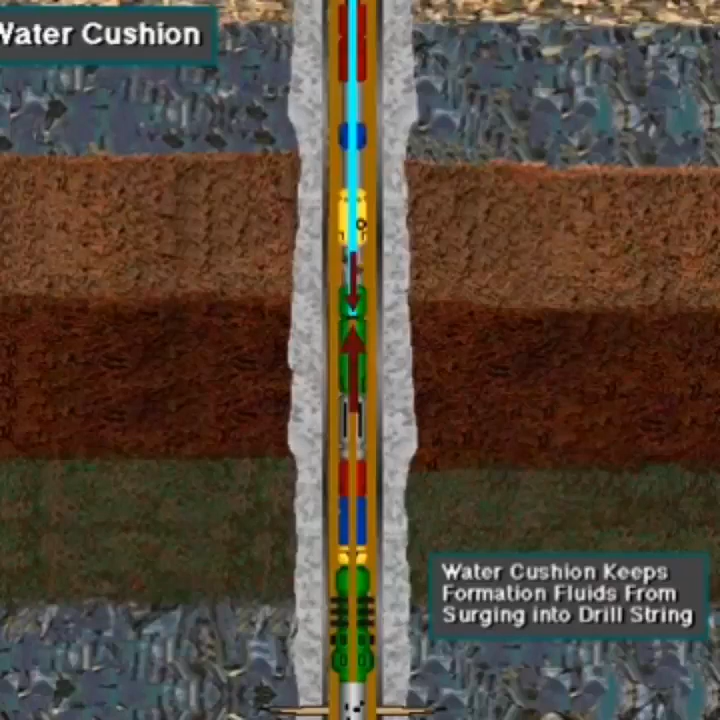 Water Cushion
Water Cushion Keeps
Formation Fluids From
Surging into Drill String